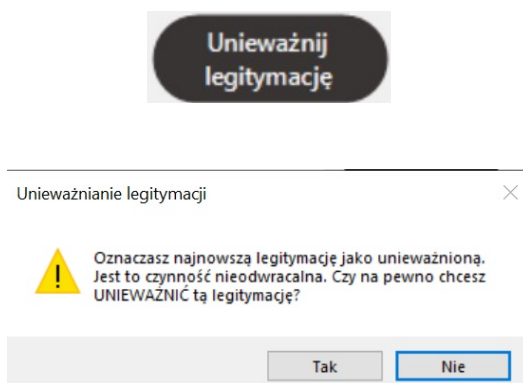 Unieważnij
legitymację
Unieważnianie legitymacji
Oznaczasz najnowszą legitymację jako unieważnioną.
Jest to czynność nieodwracalna. Czy na pewno chcesz
UNIEWAŻNIĆ tą legitymację?
Tak
Nie